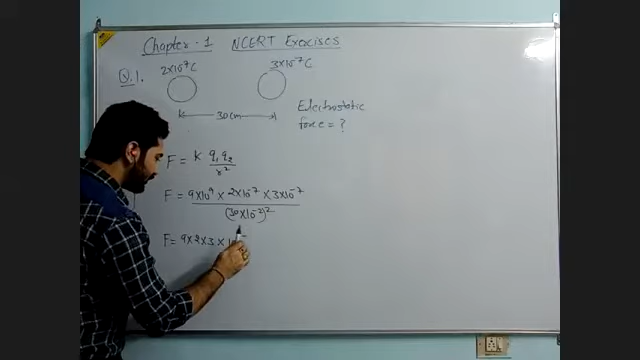 Chapter-1 NCERT Exercises
Q.1. 2×10⁻⁷C 3×10⁻⁷C
30cm
Electrostatic
force = ?
F = k q₁q₂/r²
F = 9×10⁹ × 2×10⁻⁷ × 3×10⁻⁷/(30×10⁻²)²
F = 9×2×3×10